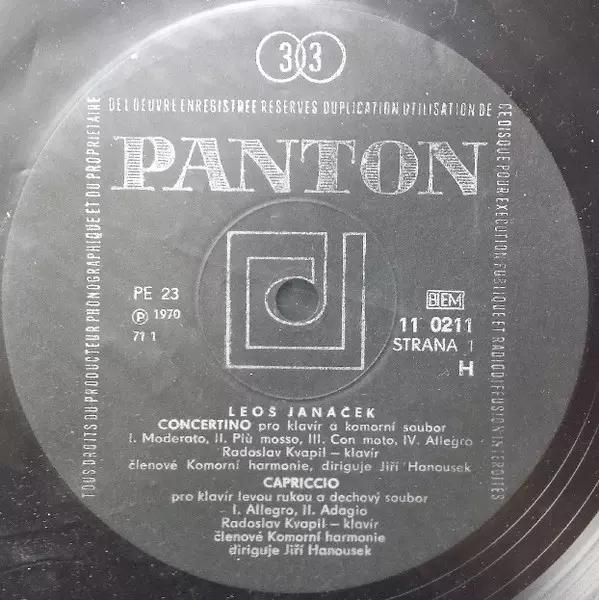 33
TOUS DROITS DU PRODUCTEUR PHONOGRAPHIQUE ET DU PROPRIETAIRE
DE L OEUVRE ENREGISTREE RESERVES DUPLICATION UTILISATION DE
CE DISQUE POUR EXECUTION PUBLIQUE ET RADIODIFFUSION INTERDITES
PANTON
PE 23
Ⓟ 1970
71 1
BIEM
11 0211
STRANA 1
H
LEOŠ JANÁČEK
CONCERTINO pro klavír a komorní soubor
I. Moderato, II. Più mosso, III. Con moto, IV. Allegro
Radoslav Kvapil – klavír
členové Komorní harmonie, diriguje Jiří Hanousek
CAPRICCIO
pro klavír levou rukou a dechový soubor
I. Allegro, II. Adagio
Radoslav Kvapil – klavír
členové Komorní harmonie
diriguje Jiří Hanousek